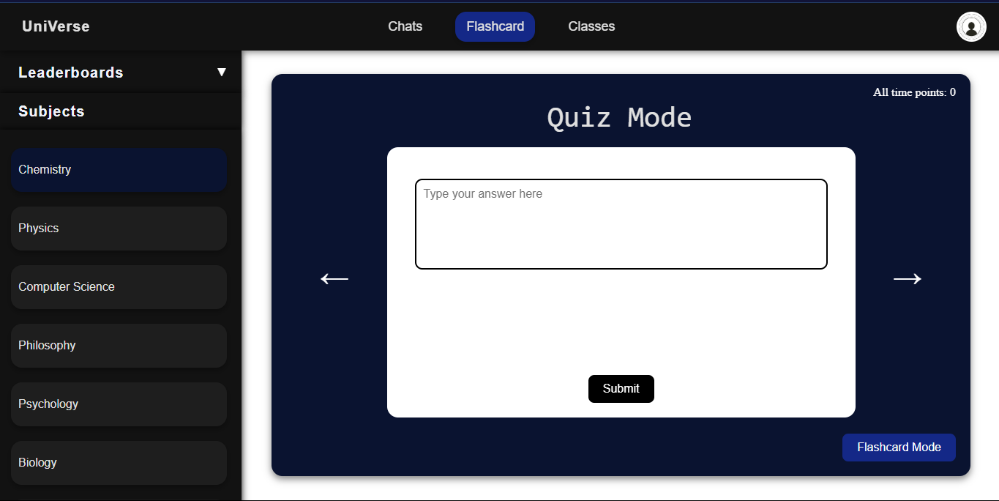 UniVerse
Chats
Flashcard
Classes
Leaderboards ▼
Subjects
Chemistry
Physics
Computer Science
Philosophy
Psychology
Biology
All time points: 0
Quiz Mode
Type your answer here
← →
Submit
Flashcard Mode